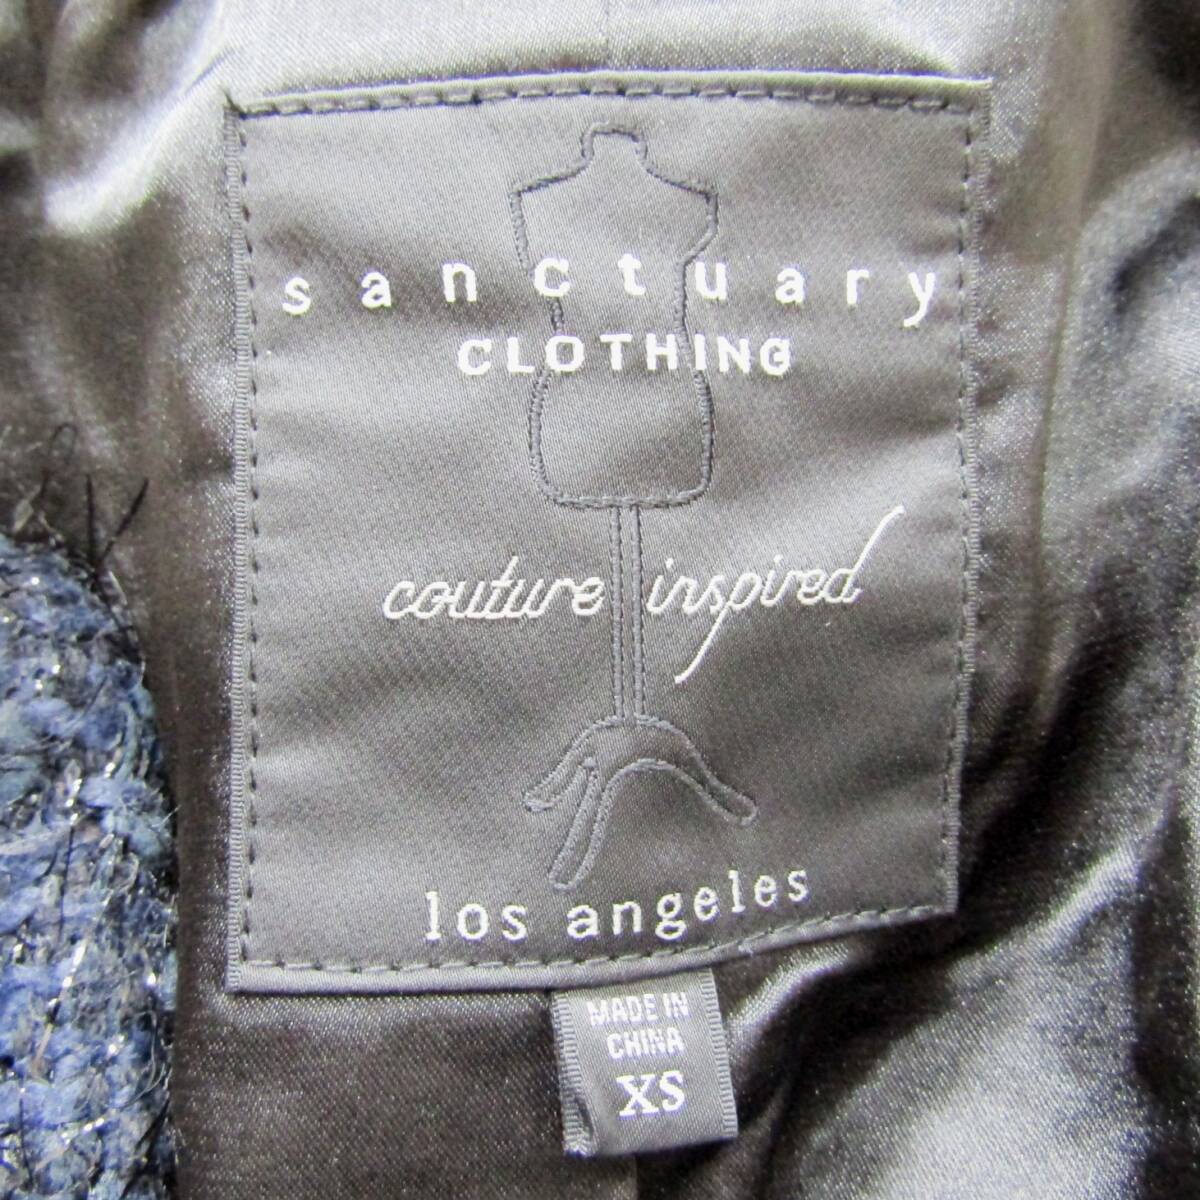 sanctuary
CLOTHING
couture inspired
los angeles
MADE IN
CHINA
XS